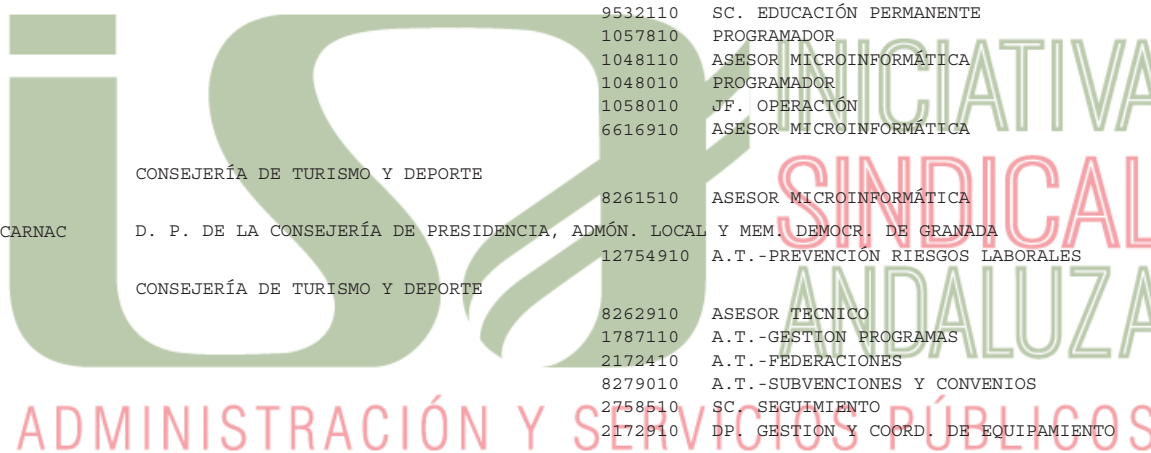 9532110 SC. EDUCACIÓN PERMANENTE
1057810 PROGRAMADOR
1048110 ASESOR MICROINFORMÁTICA
1048010 PROGRAMADOR
1058010 JF. OPERACIÓN
6616910 ASESOR MICROINFORMÁTICA
CONSEJERÍA DE TURISMO Y DEPORTE
8261510 ASESOR MICROINFORMÁTICA
CARNAC D. P. DE LA CONSEJERÍA DE PRESIDENCIA, ADMÓN. LOCAL Y MEM. DEMOCR. DE GRANADA
12754910 A.T.-PREVENCIÓN RIESGOS LABORALES
CONSEJERÍA DE TURISMO Y DEPORTE
8262910 ASESOR TECNICO
1787110 A.T.-GESTION PROGRAMAS
2172410 A.T.-FEDERACIONES
8279010 A.T.-SUBVENCIONES Y CONVENIOS
2758510 SC. SEGUIMIENTO
2172910 DP. GESTION Y COORD. DE EQUIPAMIENTO
isa
INICIATIVA
SINDICAL
ANDALUZA
ADMINISTRACIÓN Y SERVICIOS PÚBLICOS